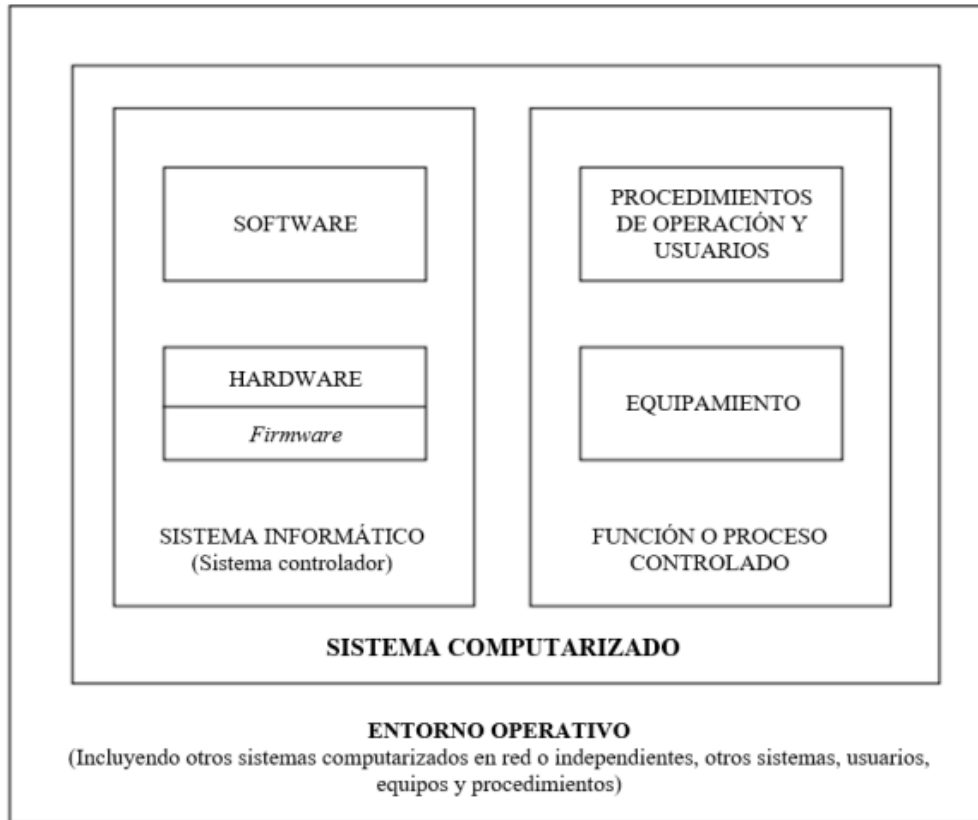 SOFTWARE
HARDWARE
Firmware
SISTEMA INFORMÁTICO
(Sistema controlador)
PROCEDIMIENTOS
DE OPERACIÓN Y
USUARIOS
EQUIPAMIENTO
FUNCIÓN O PROCESO
CONTROLADO
SISTEMA COMPUTARIZADO
ENTORNO OPERATIVO
(Incluyendo otros sistemas computarizados en red o independientes, otros sistemas, usuarios,
equipos y procedimientos)